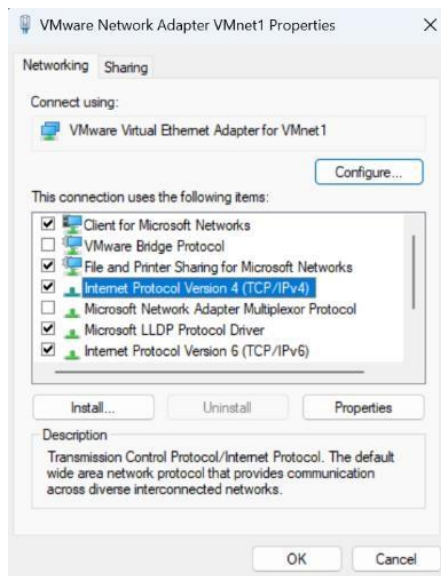 VMware Network Adapter VMnet1 Properties
Networking
Sharing
Connect using:
VMware Virtual Ethernet Adapter for VMnet1
Configure...
This connection uses the following items:
Client for Microsoft Networks
VMware Bridge Protocol
File and Printer Sharing for Microsoft Networks
Internet Protocol Version 4 (TCP/IPv4)
Microsoft Network Adapter Multiplexor Protocol
Microsoft LLDP Protocol Driver
Internet Protocol Version 6 (TCP/IPv6)
Install...
Uninstall
Properties
Description
Transmission Control Protocol/Internet Protocol. The default
wide area network protocol that provides communication
across diverse interconnected networks.
OK
Cancel